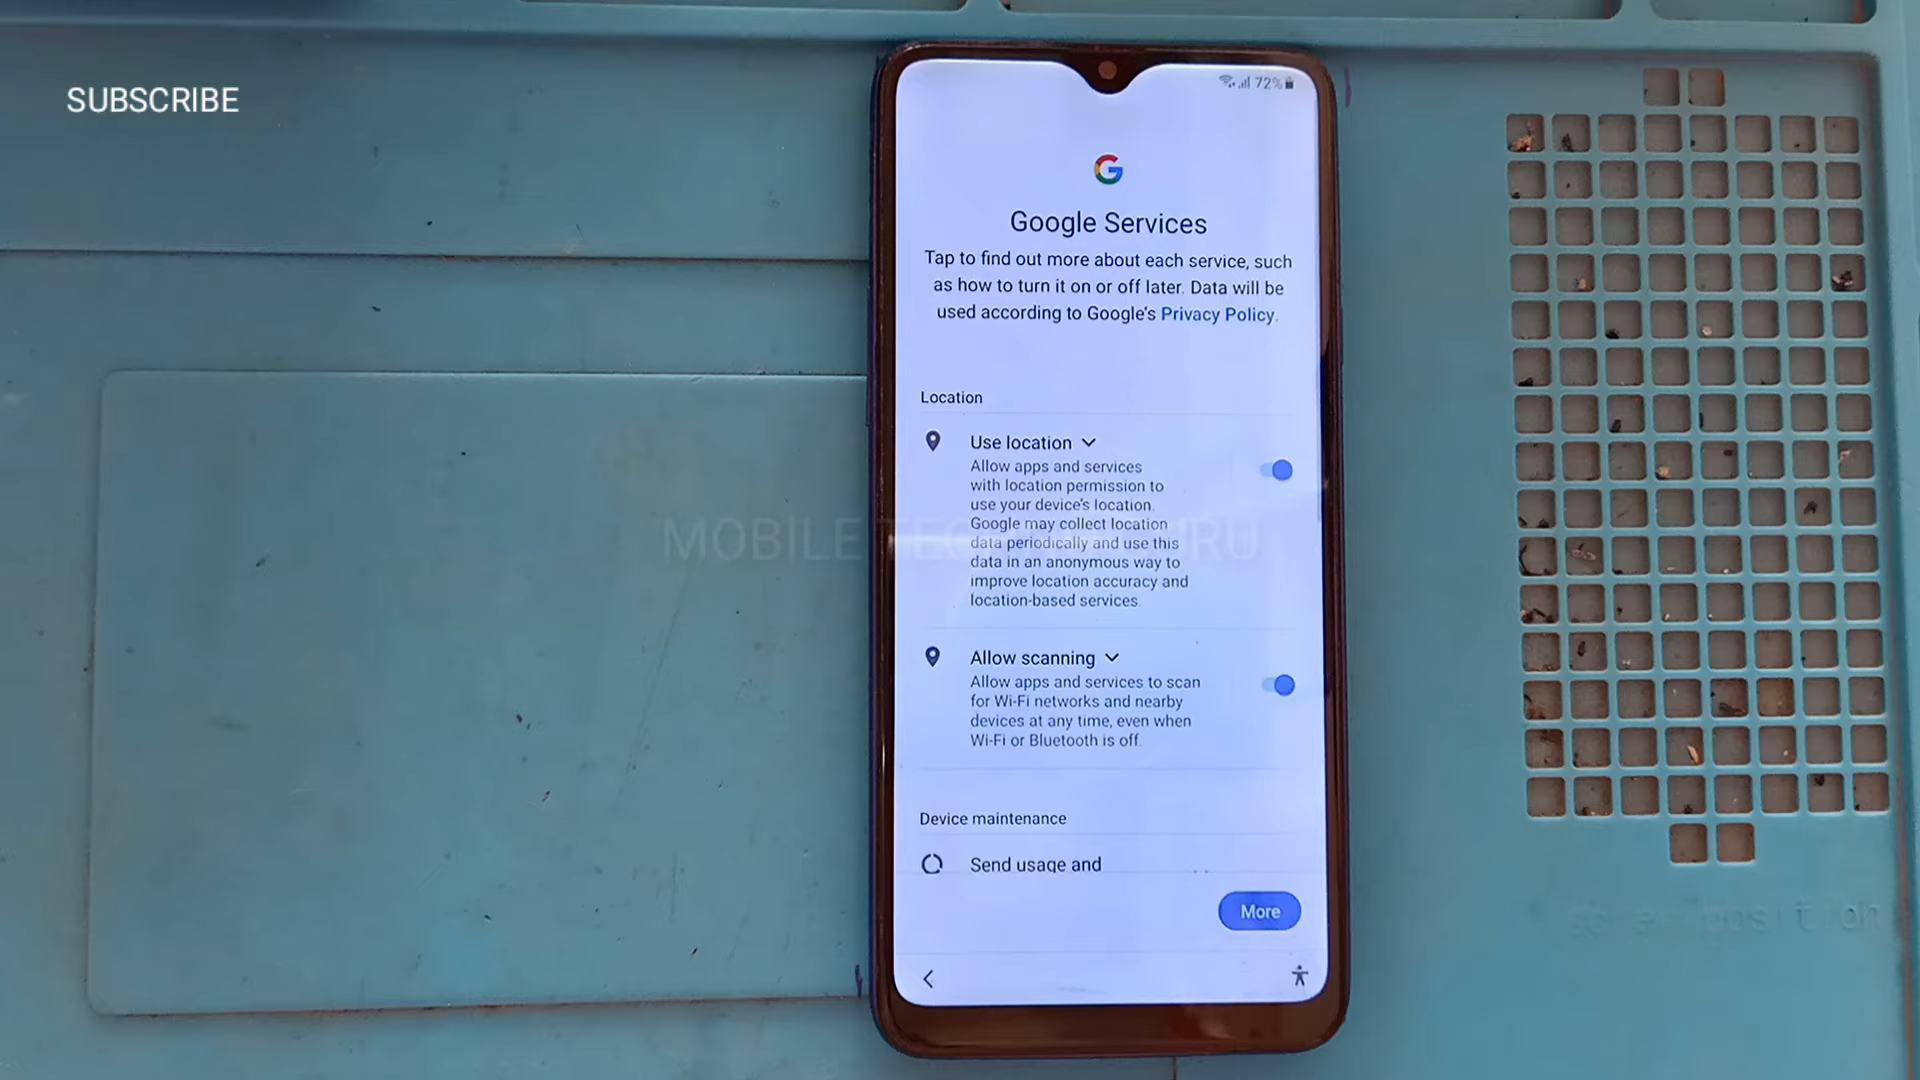 SUBSCRIBE
72%
Google Services
Tap to find out more about each service, such
as how to turn it on or off later. Data will be
used according to Google's Privacy Policy.
Location
Use location
Allow apps and services
with location permission to
use your device's location.
Google may collect location
data periodically and use this
data in an anonymous way to
improve location accuracy and
location-based services.
Allow scanning
Allow apps and services to scan
for Wi-Fi networks and nearby
devices at any time, even when
Wi-Fi or Bluetooth is off.
Device maintenance
Send usage and
More
MOBILE
position